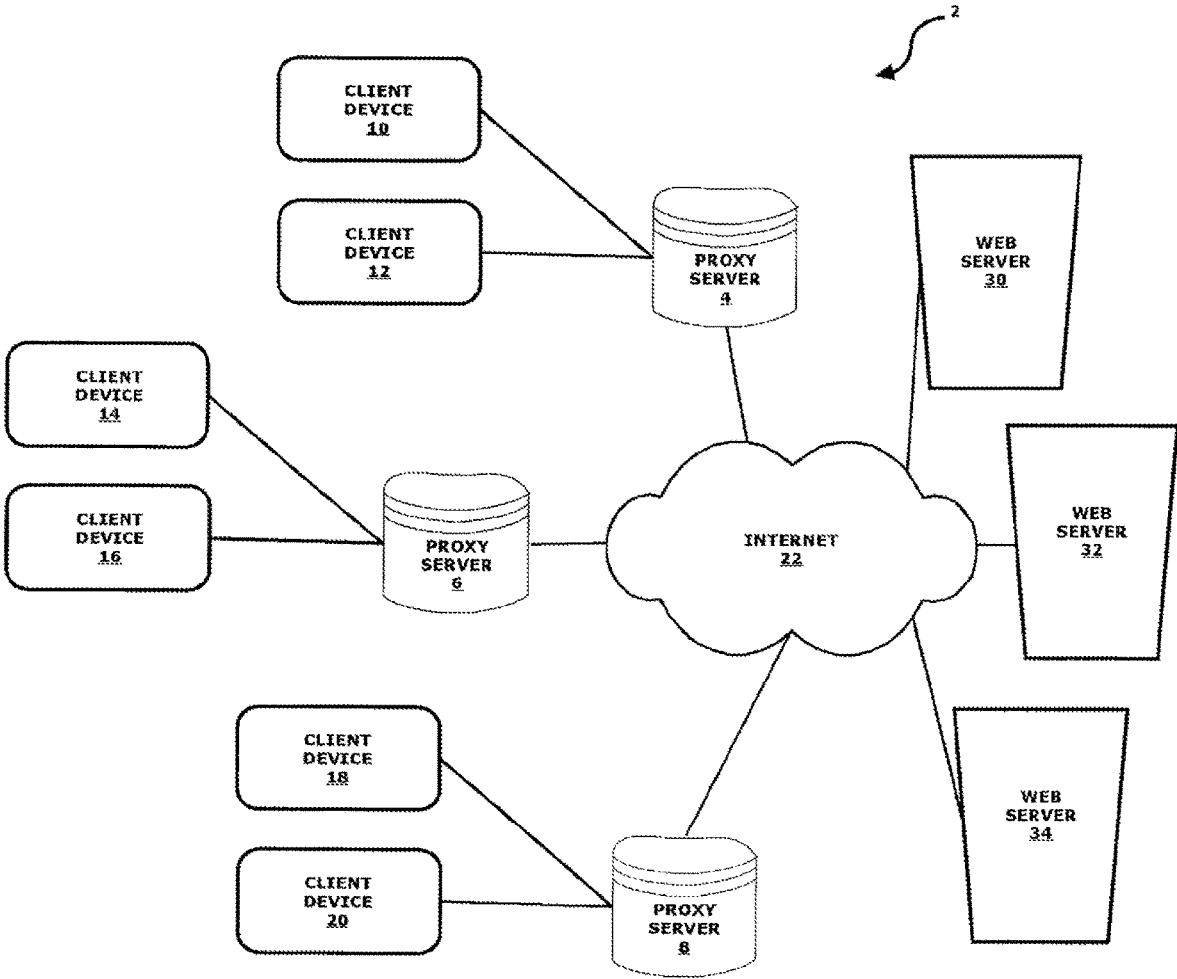 2
CLIENT
DEVICE
10
CLIENT
DEVICE
12
PROXY
SERVER
4
WEB
SERVER
30
CLIENT
DEVICE
14
CLIENT
DEVICE
16
PROXY
SERVER
6
INTERNET
22
WEB
SERVER
32
CLIENT
DEVICE
18
CLIENT
DEVICE
20
PROXY
SERVER
8
WEB
SERVER
34